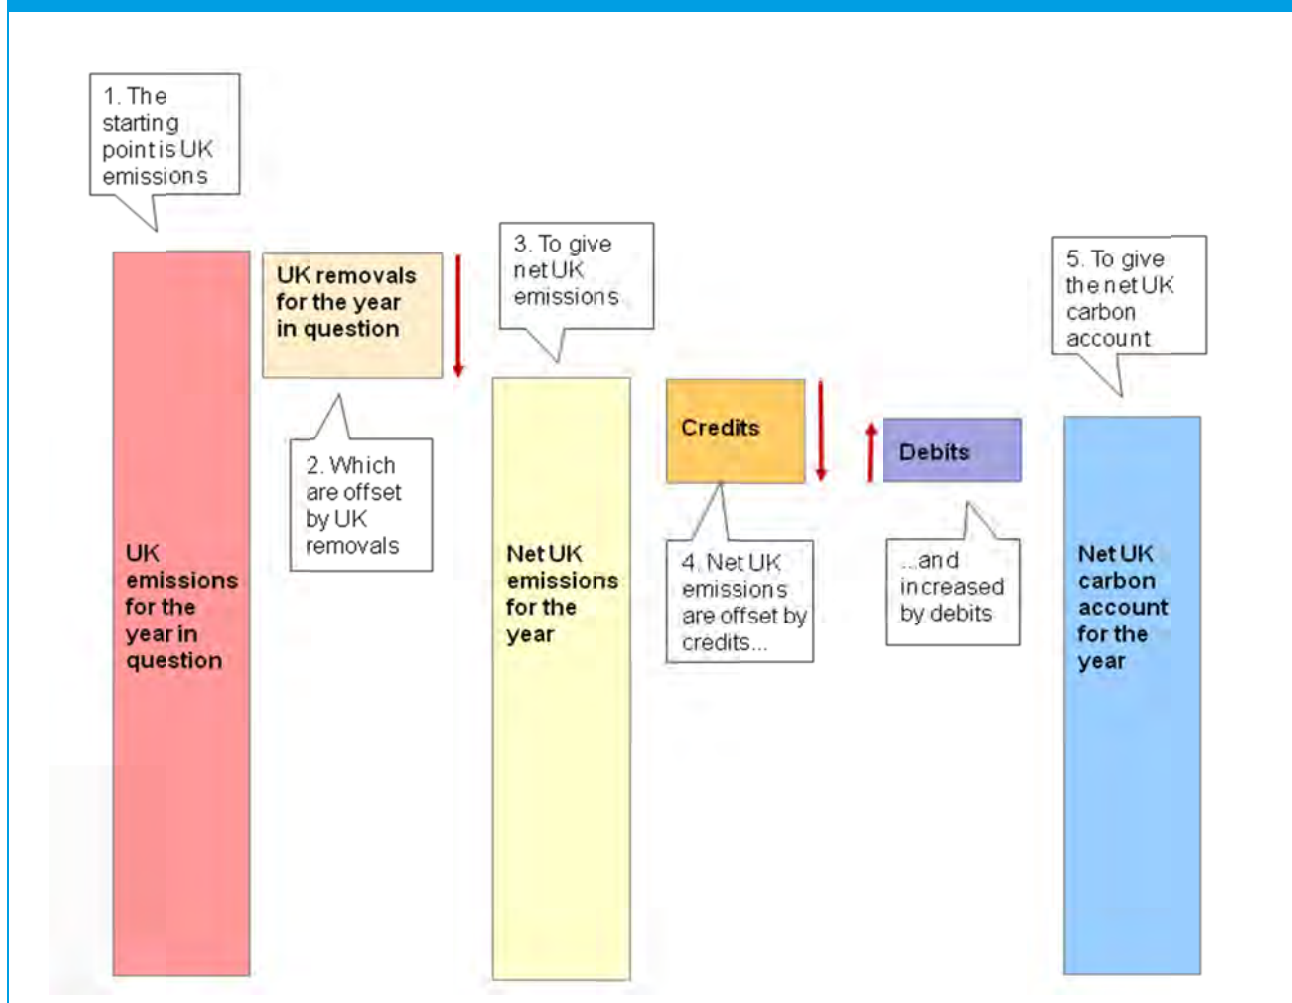 1. The
starting
point is UK
emissions
UK
emissions
for the
year in
question
UK removals
for the year
in question
2. Which
are offset
by UK
removals
3. To give
net UK
emissions
Net UK
emissions
for the
year
Credits
4. Net UK
emissions
are offset by
credits...
Debits
...and
increased
by debits
5. To give
the net UK
carbon
account
Net UK
carbon
account
for the
year